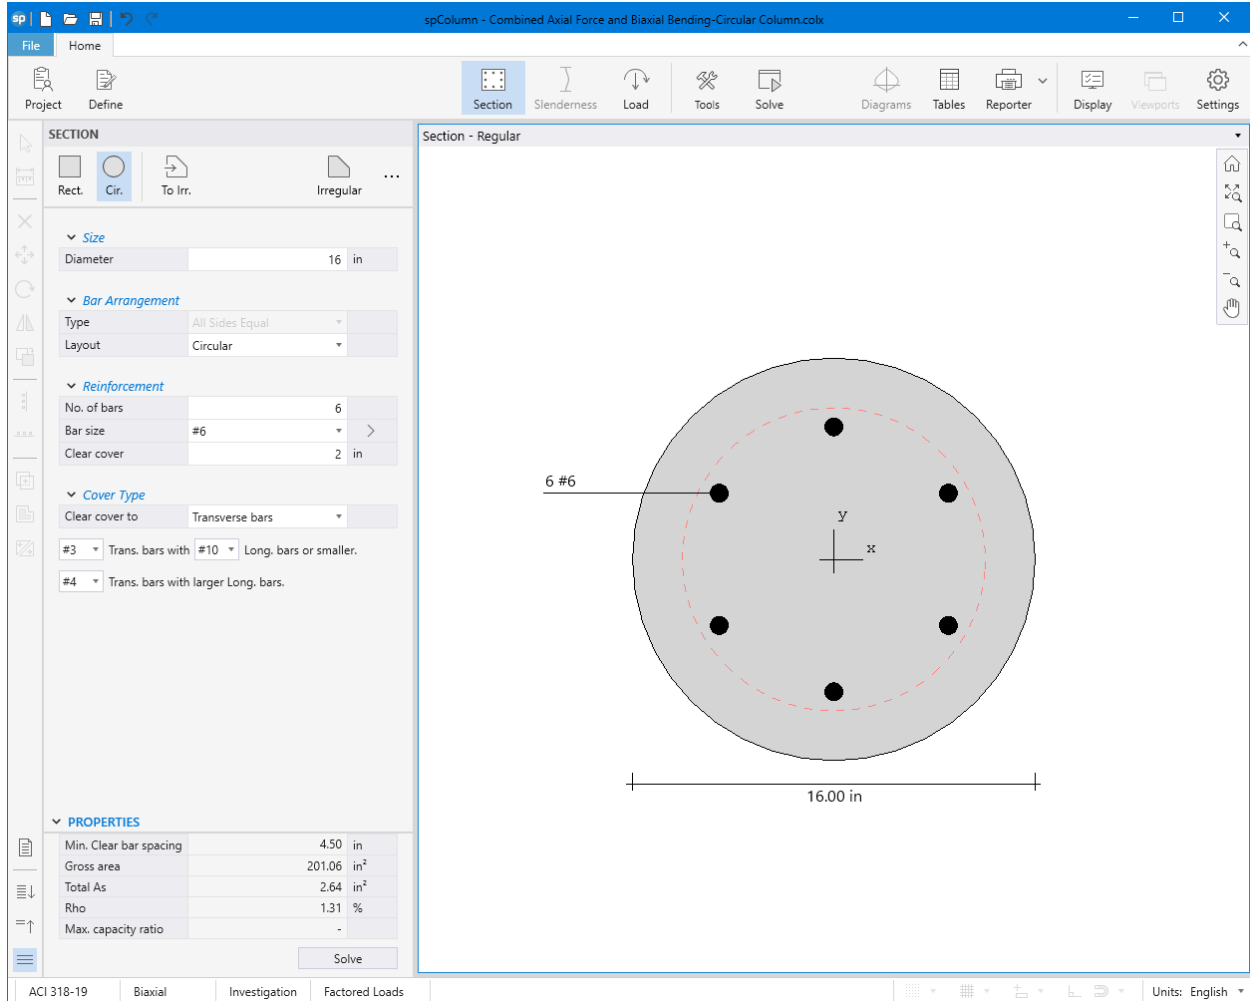 sp
spColumn - Combined Axial Force and Biaxial Bending-Circular Column.colx
File Home
Project Define Section Slenderness Load Tools Solve Diagrams Tables Reporter Display Viewports Settings
SECTION
Rect. Cir. To Irr. Irregular ...
Size
Diameter 16 in
Bar Arrangement
Type All Sides Equal
Layout Circular
Reinforcement
No. of bars 6
Bar size #6
Clear cover 2 in
Cover Type
Clear cover to Transverse bars
#3 Trans. bars with #10 Long. bars or smaller.
#4 Trans. bars with larger Long. bars.
PROPERTIES
Min. Clear bar spacing 4.50 in
Gross area 201.06 in²
Total As 2.64 in²
Rho 1.31 %
Max. capacity ratio -
Solve
Section - Regular
6 #6
y
x
16.00 in
ACI 318-19 Biaxial Investigation Factored Loads Units: English